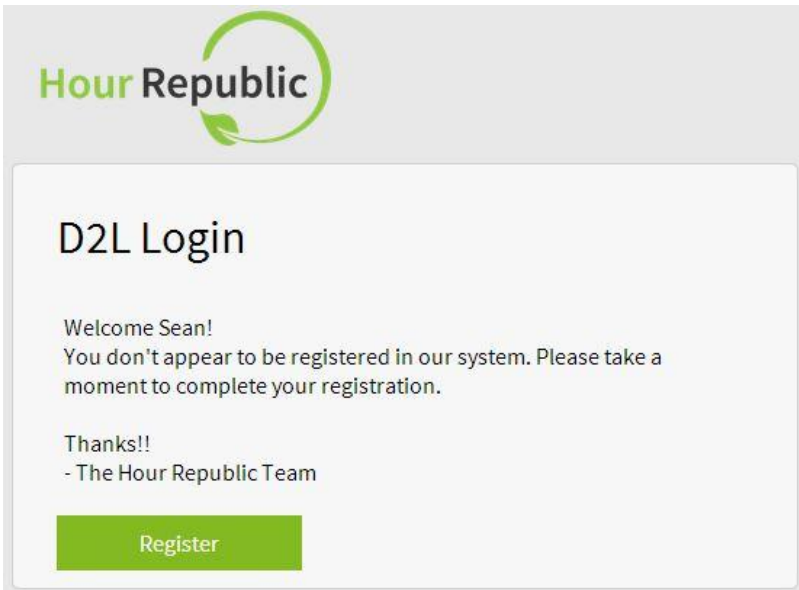 Hour Republic
D2L Login
Welcome Sean!
You don't appear to be registered in our system. Please take a
moment to complete your registration.
Thanks!!
- The Hour Republic Team
Register